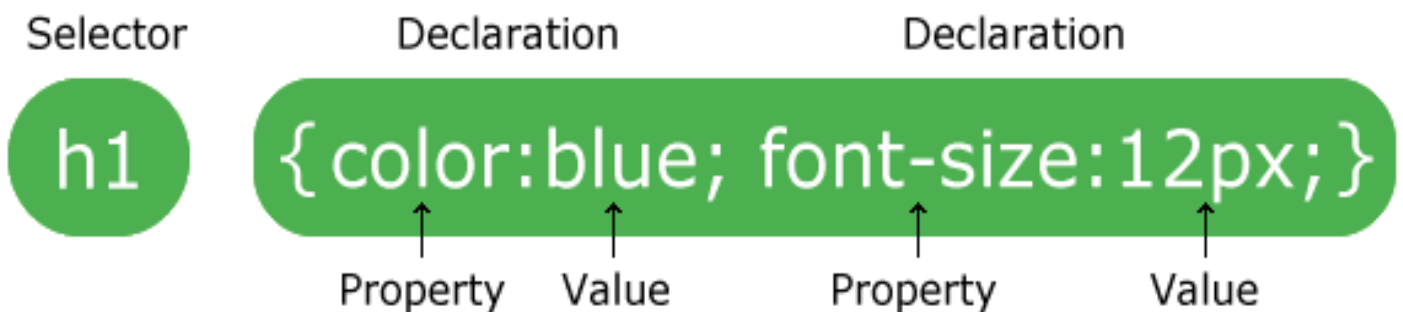 Selector Declaration Declaration
h1 {color:blue; font-size:12px;}
Property Value Property Value